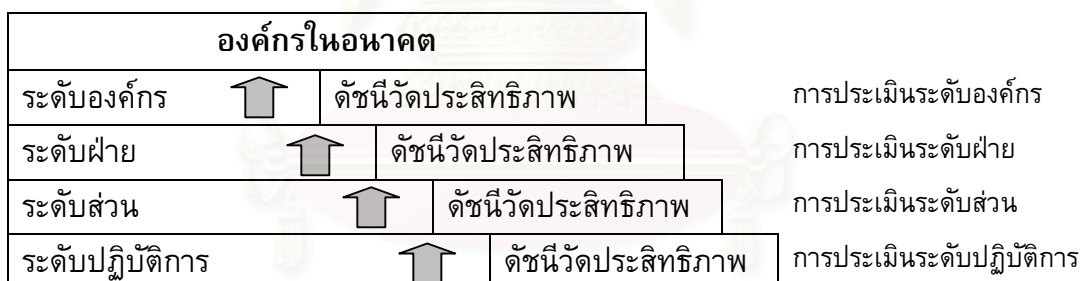 องค์กรในอนาคต
ระดับองค์กร ดัชนีวัดประสิทธิภาพ การประเมินระดับองค์กร
ระดับฝ่าย ดัชนีวัดประสิทธิภาพ การประเมินระดับฝ่าย
ระดับส่วน ดัชนีวัดประสิทธิภาพ การประเมินระดับส่วน
ระดับปฏิบัติการ ดัชนีวัดประสิทธิภาพ การประเมินระดับปฏิบัติการ